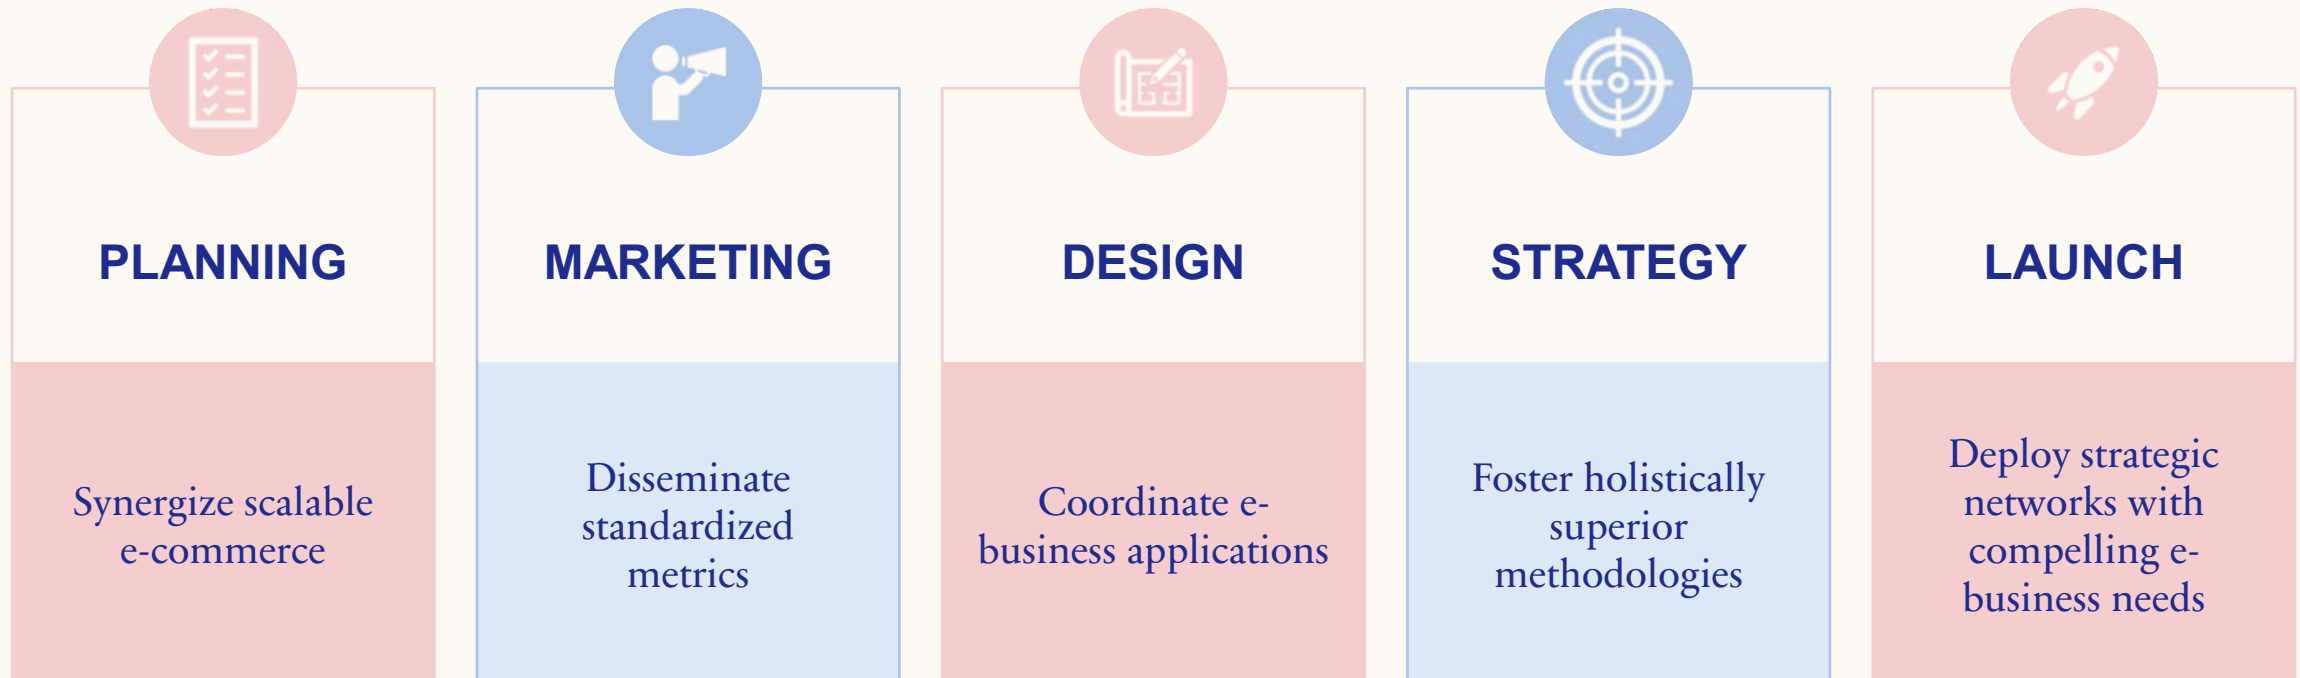 PLANNING
Synergize scalable
e-commerce
MARKETING
Disseminate
standardized
metrics
DESIGN
Coordinate e-
business applications
STRATEGY
Foster holistically
superior
methodologies
LAUNCH
Deploy strategic
networks with
compelling e-
business needs